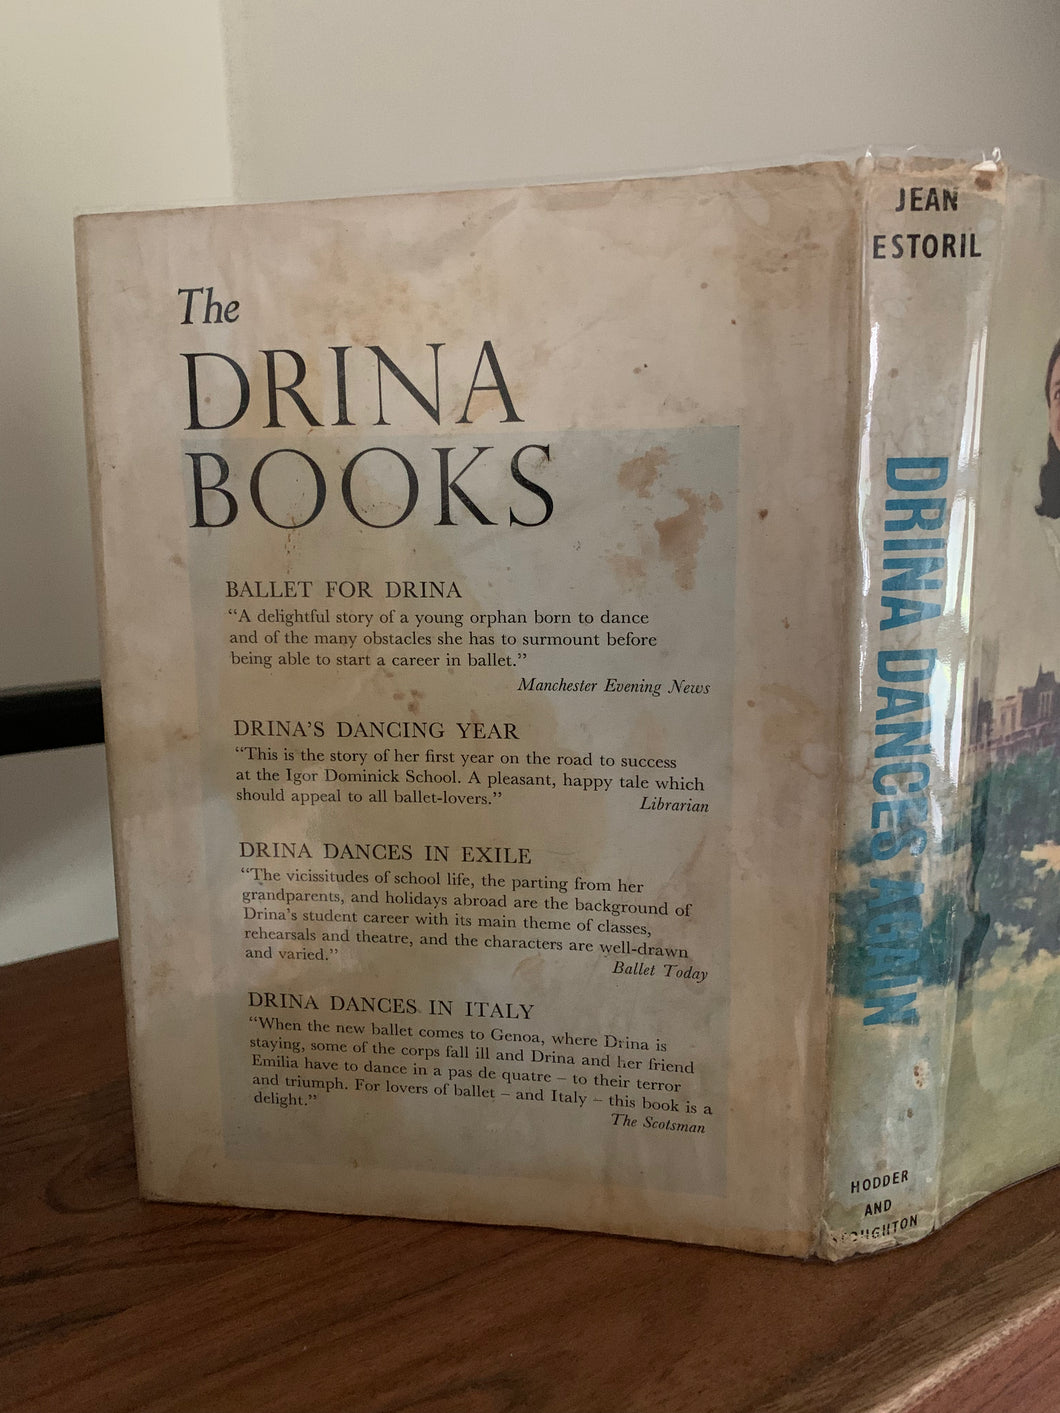 The
DRINA
BOOKS
BALLET FOR DRINA
“A delightful story of a young orphan born to dance
and of the many obstacles she has to surmount before
being able to start a career in ballet.”
Manchester Evening News
DRINA’S DANCING YEAR
“This is the story of her first year on the road to success
at the Igor Dominick School. A pleasant, happy tale which
should appeal to all ballet-lovers.”
Librarian
DRINA DANCES IN EXILE
“The vicissitudes of school life, the parting from her
grandparents, and holidays abroad are the background of
Drina’s student career with its main theme of classes,
rehearsals and theatre, and the characters are well-drawn
and varied.”
Ballet Today
DRINA DANCES IN ITALY
“When the new ballet comes to Genoa, where Drina is
staying, some of the corps fall ill and Drina and her friend
Emilia have to dance in a pas de quatre – to their terror
and triumph. For lovers of ballet – and Italy – this book is a
delight.”
The Scotsman
JEAN
ESTORIL
DRINA DANCES AGAIN
HODDER
AND
STOUGHTON